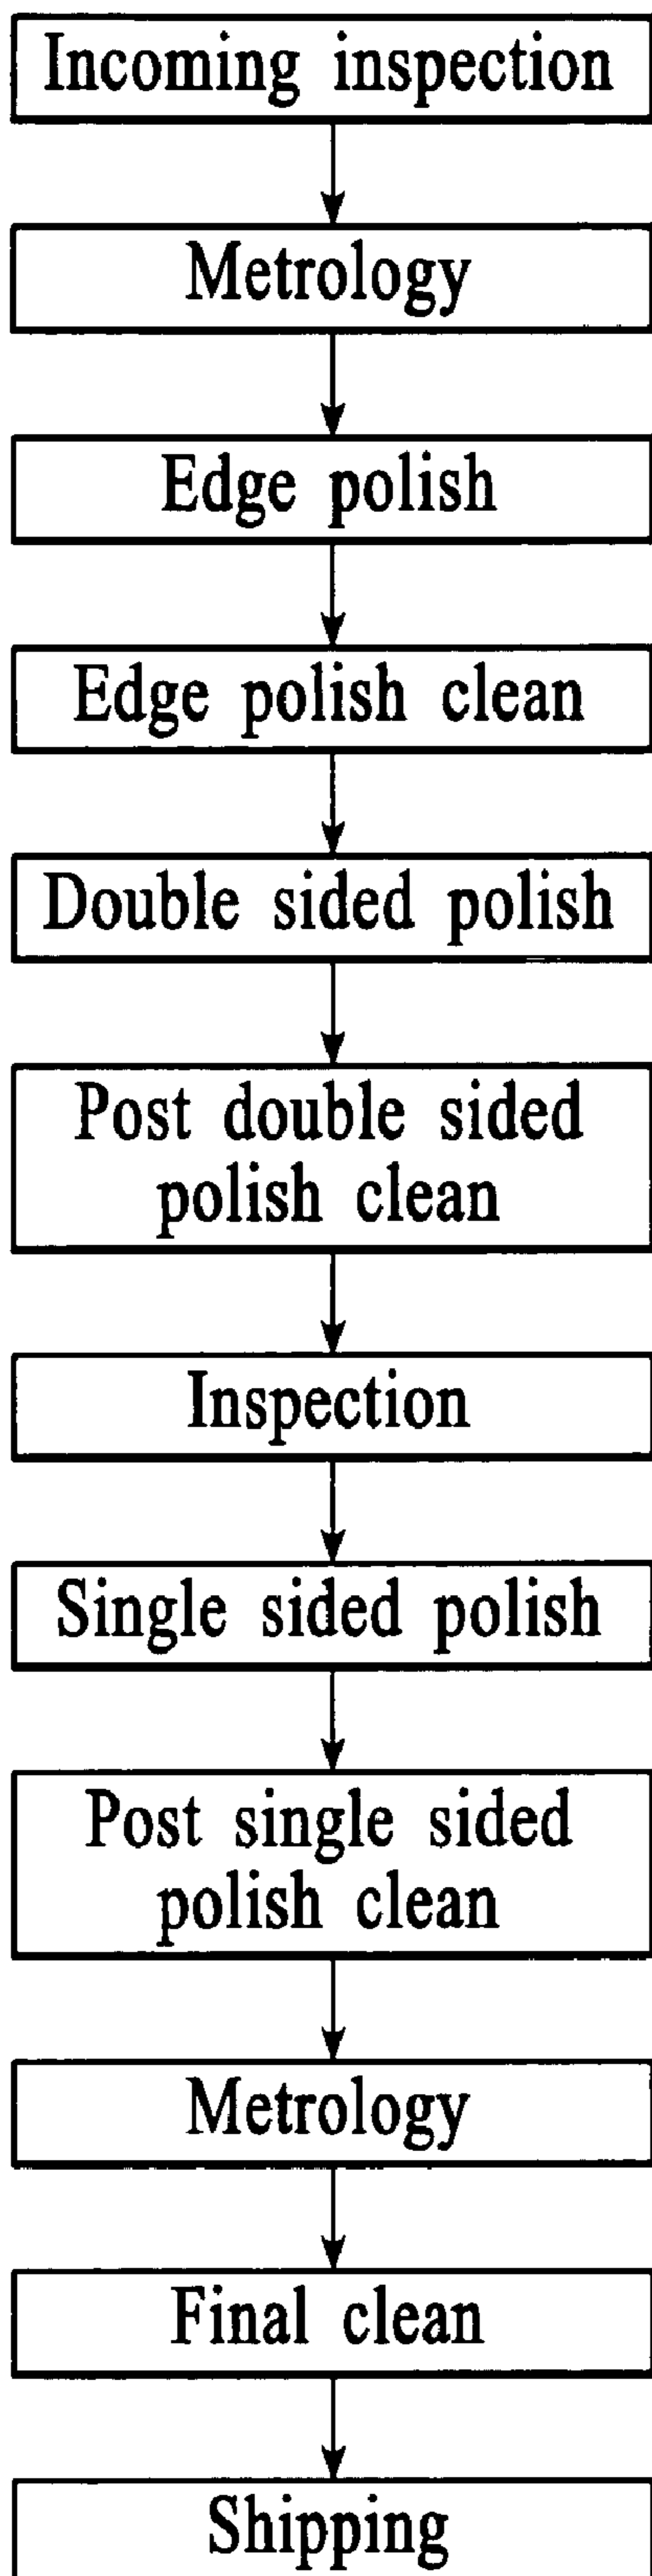 Incoming inspection
Metrology
Edge polish
Edge polish clean
Double sided polish
Post double sided
polish clean
Inspection
Single sided polish
Post single sided
polish clean
Metrology
Final clean
Shipping